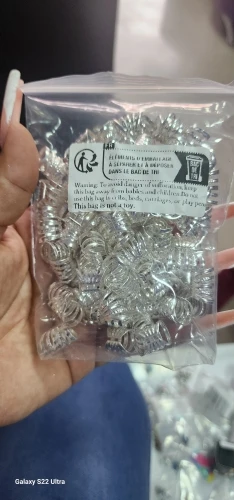 ÉLÉMENTS D'EMBALLAGE
À SÉPARER ET À DÉPOSER
DANS LE BAC DE TRI
Warning: To avoid danger of suffocation, keep
this bag away from babies and children. Do not
use this bag in cribs, beds, carriages, or play pens.
This bag is not a toy.
Galaxy S22 Ultra